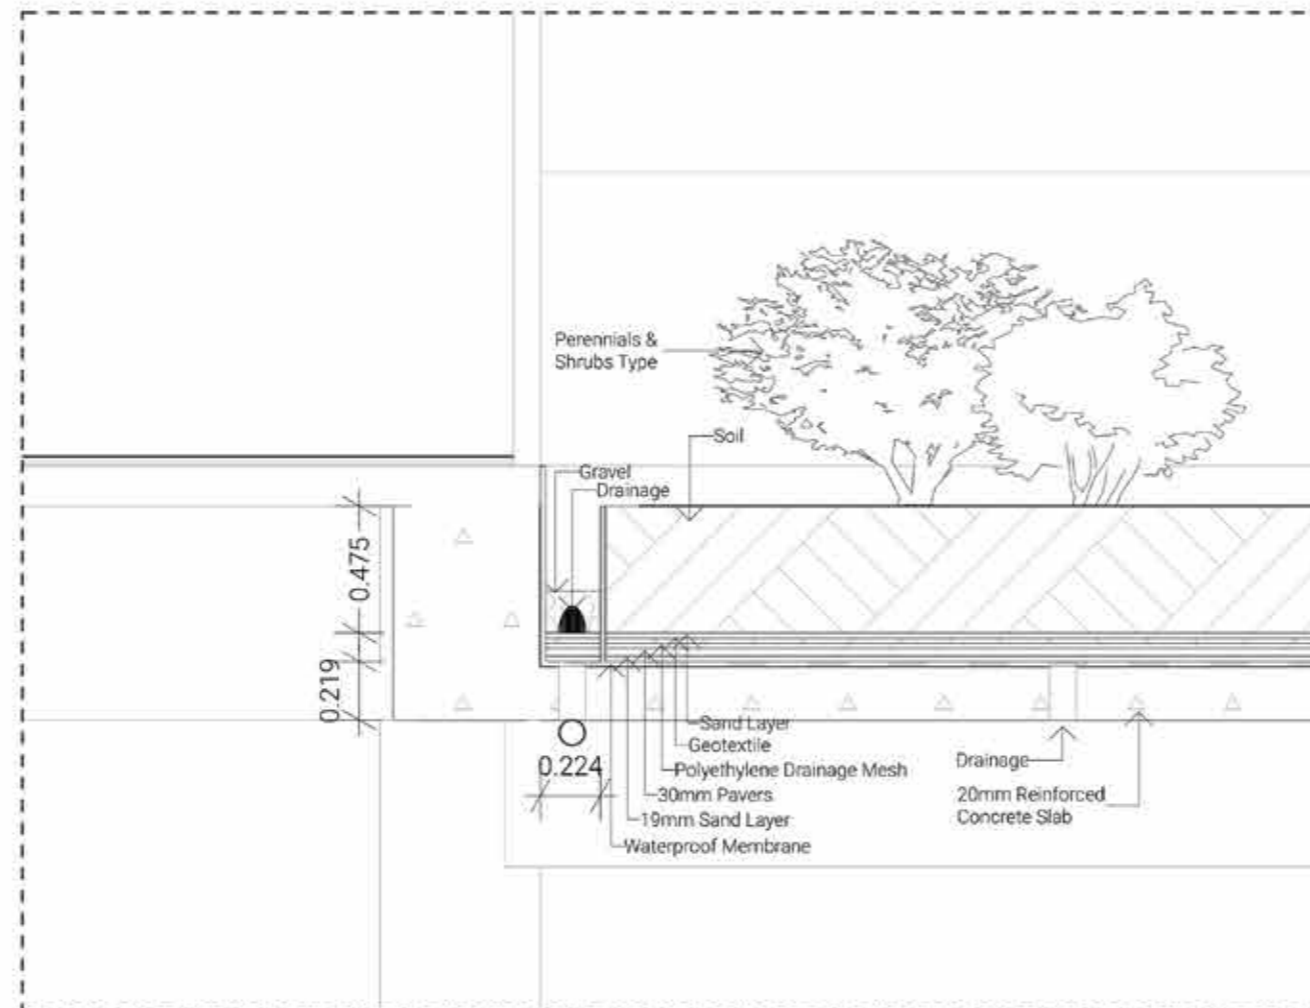 Perennials &
Shrubs Type
Soil
Gravel
Drainage
0.475
0.219
0.224
Sand Layer
Geotextile
Polyethylene Drainage Mesh
30mm Pavers
19mm Sand Layer
Waterproof Membrane
Drainage
20mm Reinforced
Concrete Slab